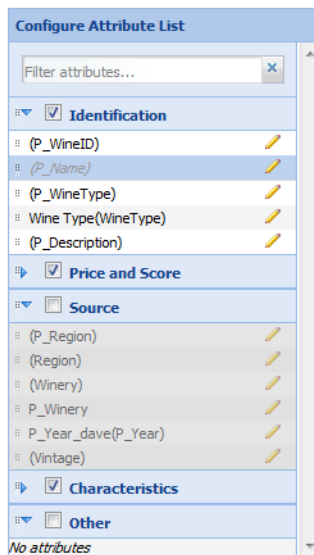 Configure Attribute List
Filter attributes...
Identification
(P_WineID)
(P_Name)
(P_WineType)
Wine Type(WineType)
(P_Description)
Price and Score
Source
(P_Region)
(Region)
(Winery)
P_Winery
P_Year_dave(P_Year)
(Vintage)
Characteristics
Other
No attributes